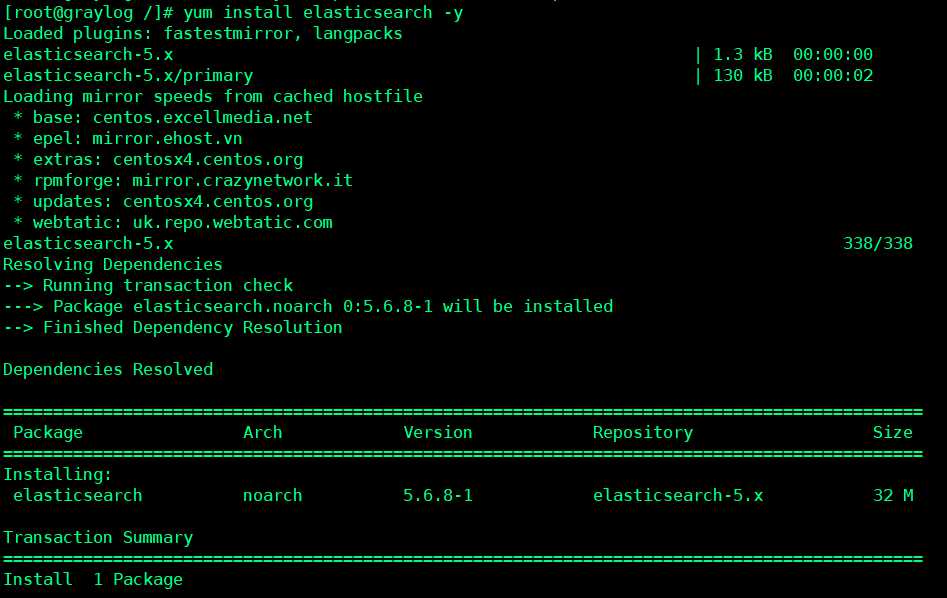 [root@graylog /]# yum install elasticsearch -y
Loaded plugins: fastestmirror, langpacks
elasticsearch-5.x | 1.3 kB 00:00:00
elasticsearch-5.x/primary | 130 kB 00:00:02
Loading mirror speeds from cached hostfile
* base: centos.excellmedia.net
* epel: mirror.ehost.vn
* extras: centosx4.centos.org
* rpmforge: mirror.crazynetwork.it
* updates: centosx4.centos.org
* webtatic: uk.repo.webtatic.com
elasticsearch-5.x 338/338
Resolving Dependencies
--> Running transaction check
---> Package elasticsearch.noarch 0:5.6.8-1 will be installed
--> Finished Dependency Resolution
Dependencies Resolved
============================================================================================
Package Arch Version Repository Size
============================================================================================
Installing:
elasticsearch noarch 5.6.8-1 elasticsearch-5.x 32 M
Transaction Summary
============================================================================================
Install 1 Package